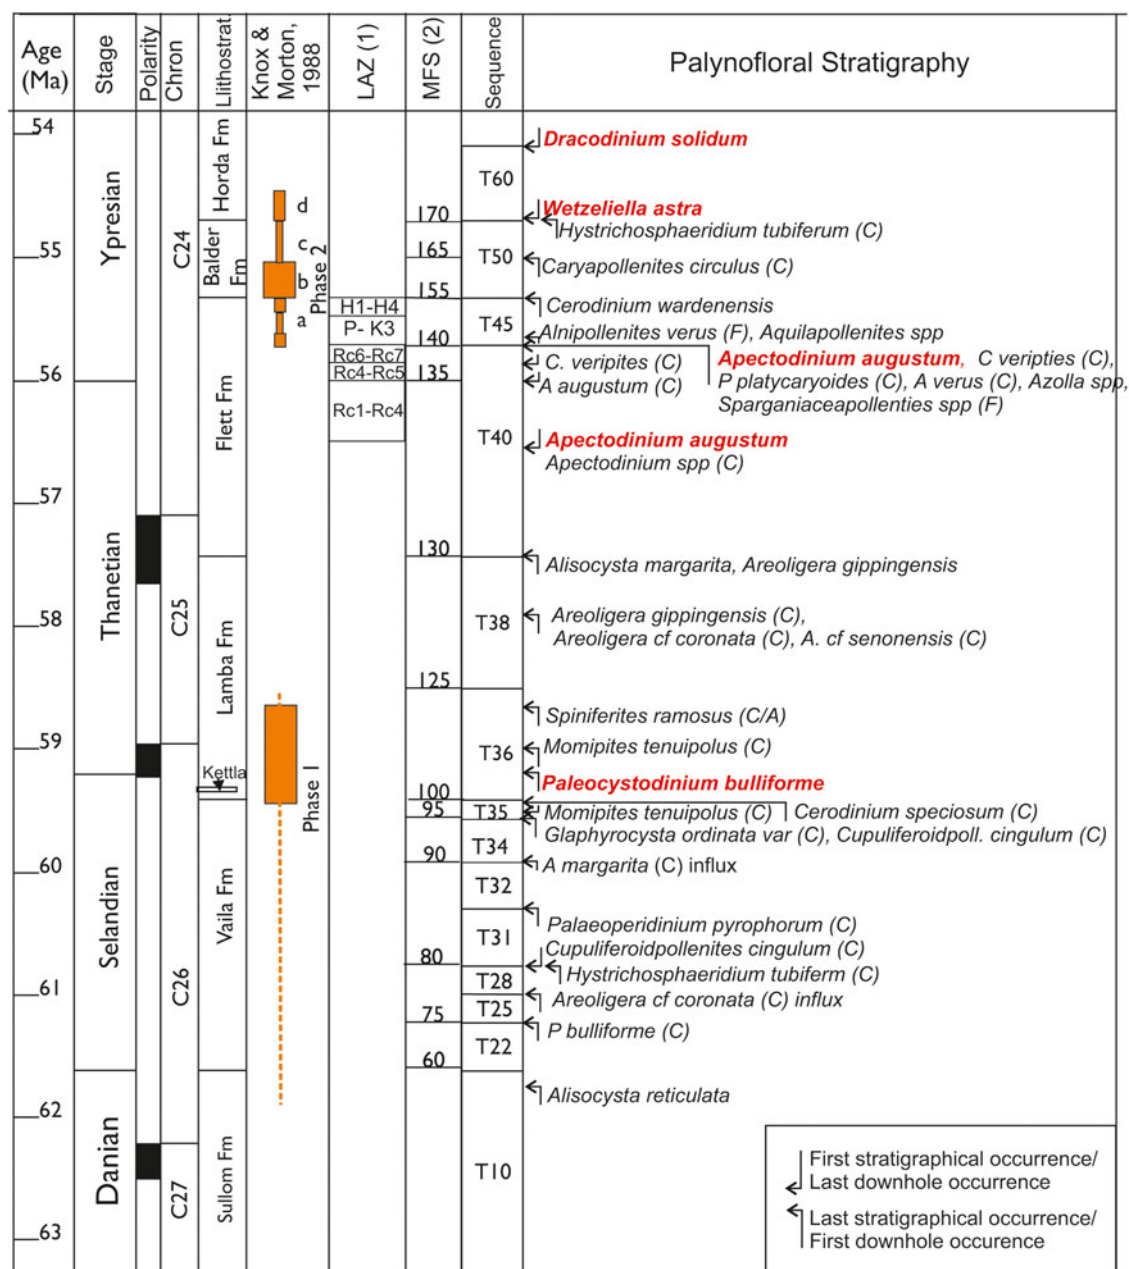 Age
(Ma)
Stage
Polarity
Chron
Llithostrat.
Knox &
Morton,
1988
LAZ (1)
MFS (2)
Sequence
Palynofloral Stratigraphy
54
55
56
57
58
59
60
61
62
63
Ypresian
Thanetian
Selandian
Danian
C24
C25
C26
C27
Horda Fm
Balder
Fm
Flett Fm
Lamba Fm
Kettla
Vaila Fm
Sullom Fm
d
c
b
a
Phase 2
Phase 1
H1-H4
P- K3
Rc6-Rc7
Rc4-Rc5
Rc1-Rc4
170
165
155
140
135
130
125
100
95
90
80
75
60
T60
T50
T45
T40
T38
T36
T35
T34
T32
T31
T28
T25
T22
T10
Dracodinium solidum
Wetzeliella astra
Hystrichosphaeridium tubiferum (C)
Caryapollenites circulus (C)
Cerodinium wardenensis
Alnipollenites verus (F), Aquilapollenites spp
Apectodinium augustum, C veripties (C),
P platycaryoides (C), A verus (C), Azolla spp,
Sparganiaceapollenties spp (F)
C. veripites (C)
A augustum (C)
Apectodinium augustum
Apectodinium spp (C)
Alisocysta margarita, Areoligera gippingensis
Areoligera gippingensis (C),
Areoligera cf coronata (C), A. cf senonensis (C)
Spiniferites ramosus (C/A)
Momipites tenuipolus (C)
Paleocystodinium bulliforme
Momipites tenuipolus (C)
Cerodinium speciosum (C)
Glaphyrocysta ordinata var (C), Cupuliferoidpoll. cingulum (C)
A margarita (C) influx
Palaeoperidinium pyrophorum (C)
Cupuliferoidpollenites cingulum (C)
Hystrichosphaeridium tubiferm (C)
Areoligera cf coronata (C) influx
P bulliforme (C)
Alisocysta reticulata
First stratigraphical occurrence/
Last downhole occurrence
Last stratigraphical occurrence/
First downhole occurence